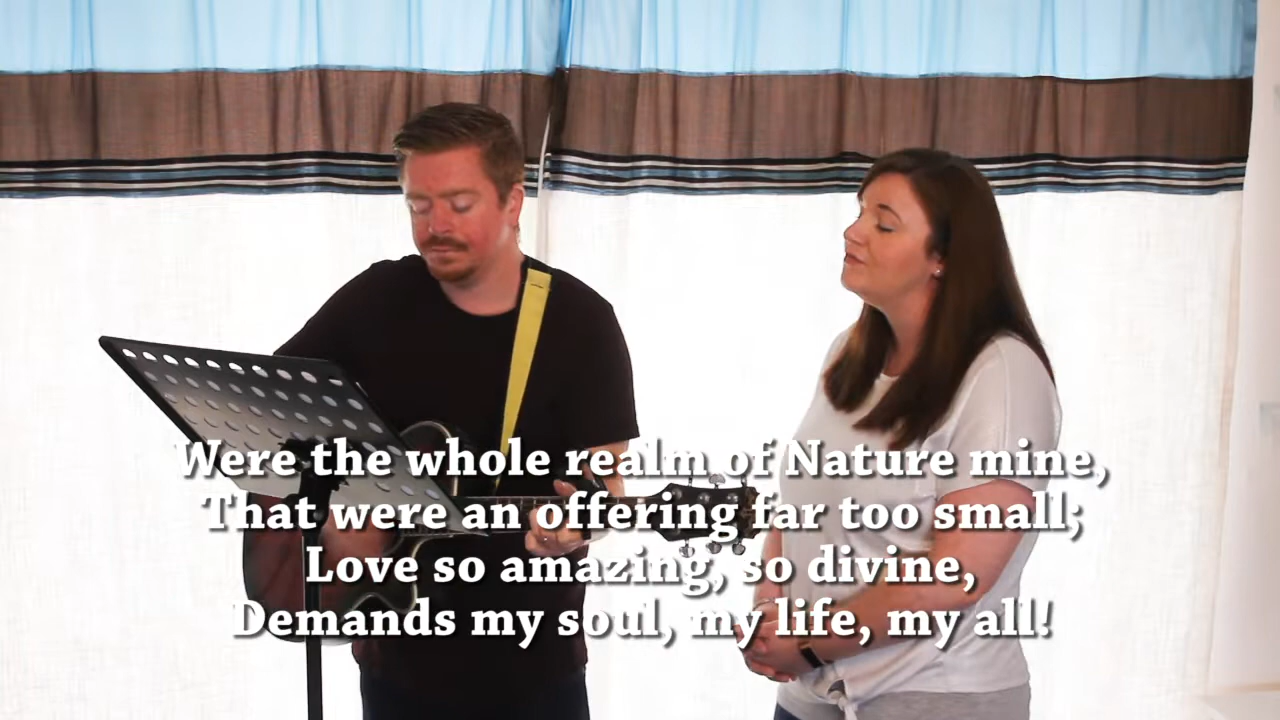 Were the whole realm of Nature mine,
That were an offering far too small;
Love so amazing, so divine,
Demands my soul, my life, my all!